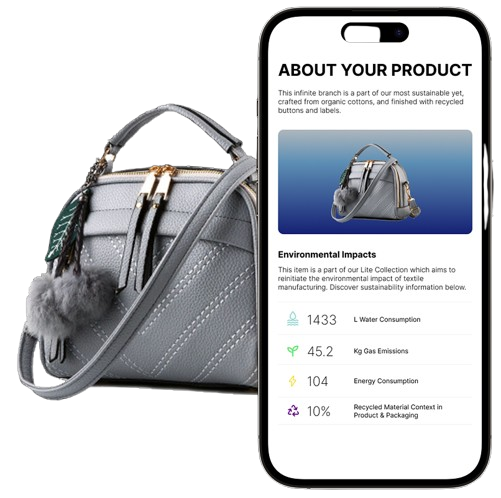 ABOUT YOUR PRODUCT
This infinite branch is a part of our most sustainable yet,
crafted from organic cottons, and finished with recycled
buttons and labels.
Environmental Impacts
This item is a part of our Lite Collection which aims to
reinitiate the environmental impact of textile
manufacturing. Discover sustainability information below.
1433 L Water Consumption
45.2 Kg Gas Emissions
104 Energy Consumption
10% Recycled Material Context in
Product & Packaging